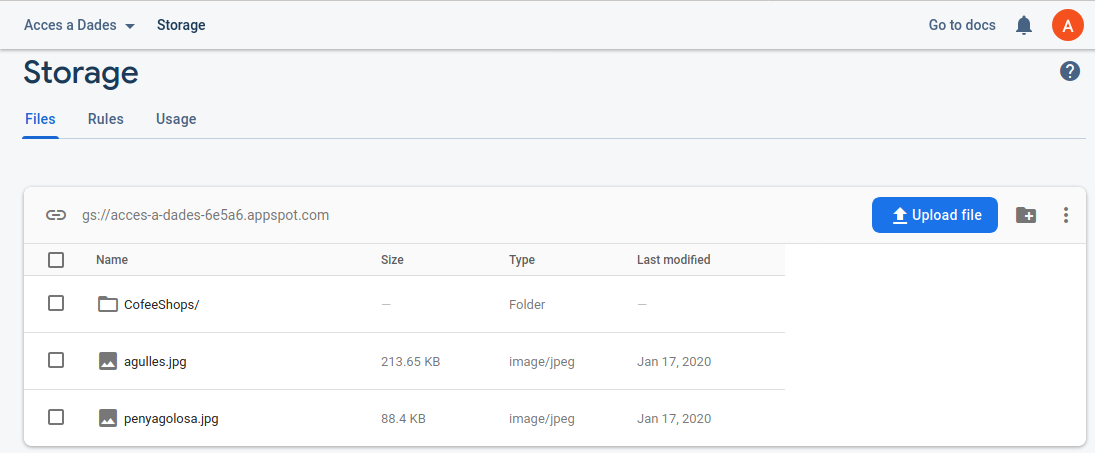 Acces a Dades Storage Go to docs A
Storage
Files Rules Usage
gs://acces-a-dades-6e5a6.appspot.com Upload file
Name Size Type Last modified
CofeeShops/ — Folder —
agulles.jpg 213.65 KB image/jpeg Jan 17, 2020
penyagolosa.jpg 88.4 KB image/jpeg Jan 17, 2020